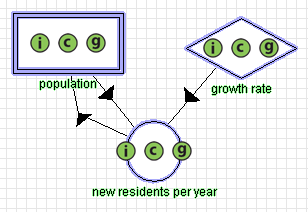 i c g
i c g
population
growth rate
i c g
new residents per year